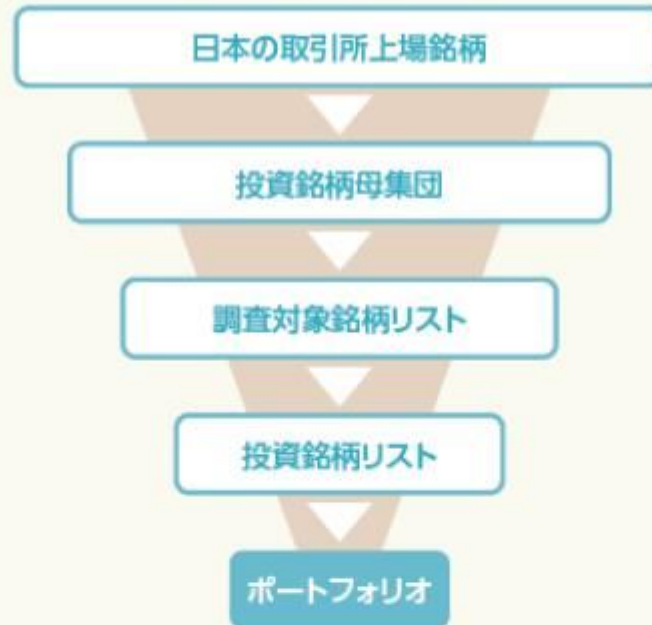 日本の取引所上場銘柄
投資銘柄母集団
調査対象銘柄リスト
投資銘柄リスト
ポートフォリオ